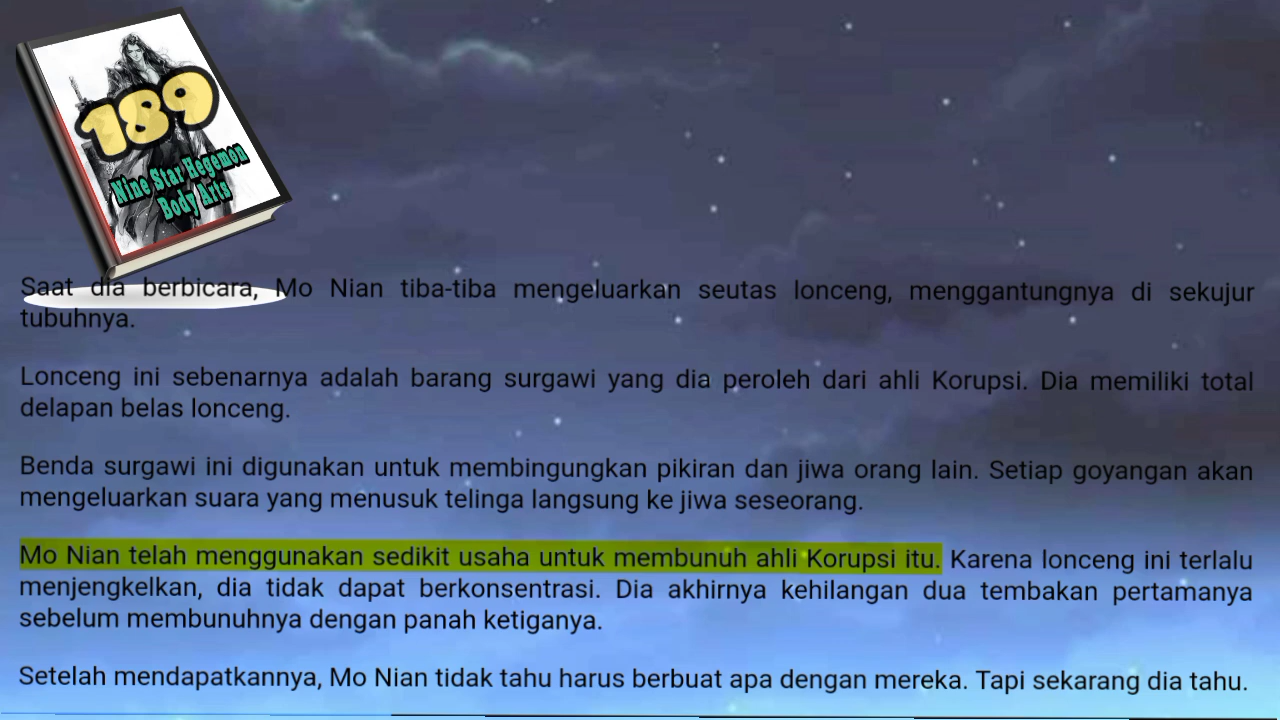 189
Nine Star Hegemon
Body Arts
Saat dia berbicara, Mo Nian tiba-tiba mengeluarkan seutas lonceng, menggantungnya di sekujur
tubuhnya.
Lonceng ini sebenarnya adalah barang surgawi yang dia peroleh dari ahli Korupsi. Dia memiliki total
delapan belas lonceng.
Benda surgawi ini digunakan untuk membingungkan pikiran dan jiwa orang lain. Setiap goyangan akan
mengeluarkan suara yang menusuk telinga langsung ke jiwa seseorang.
Mo Nian telah menggunakan sedikit usaha untuk membunuh ahli Korupsi itu. Karena lonceng ini terlalu
menjengkelkan, dia tidak dapat berkonsentrasi. Dia akhirnya kehilangan dua tembakan pertamanya
sebelum membunuhnya dengan panah ketiganya.
Setelah mendapatkannya, Mo Nian tidak tahu harus berbuat apa dengan mereka. Tapi sekarang dia tahu.